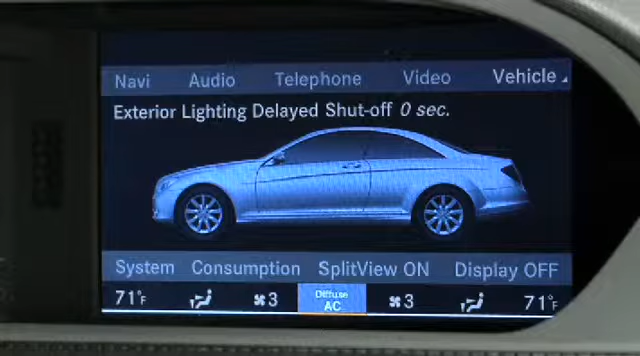 Navi Audio Telephone Video Vehicle
Exterior Lighting Delayed Shut-off 0 sec.
System Consumption SplitView ON Display OFF
71°F 3 Diffuse 3 71°F
AC